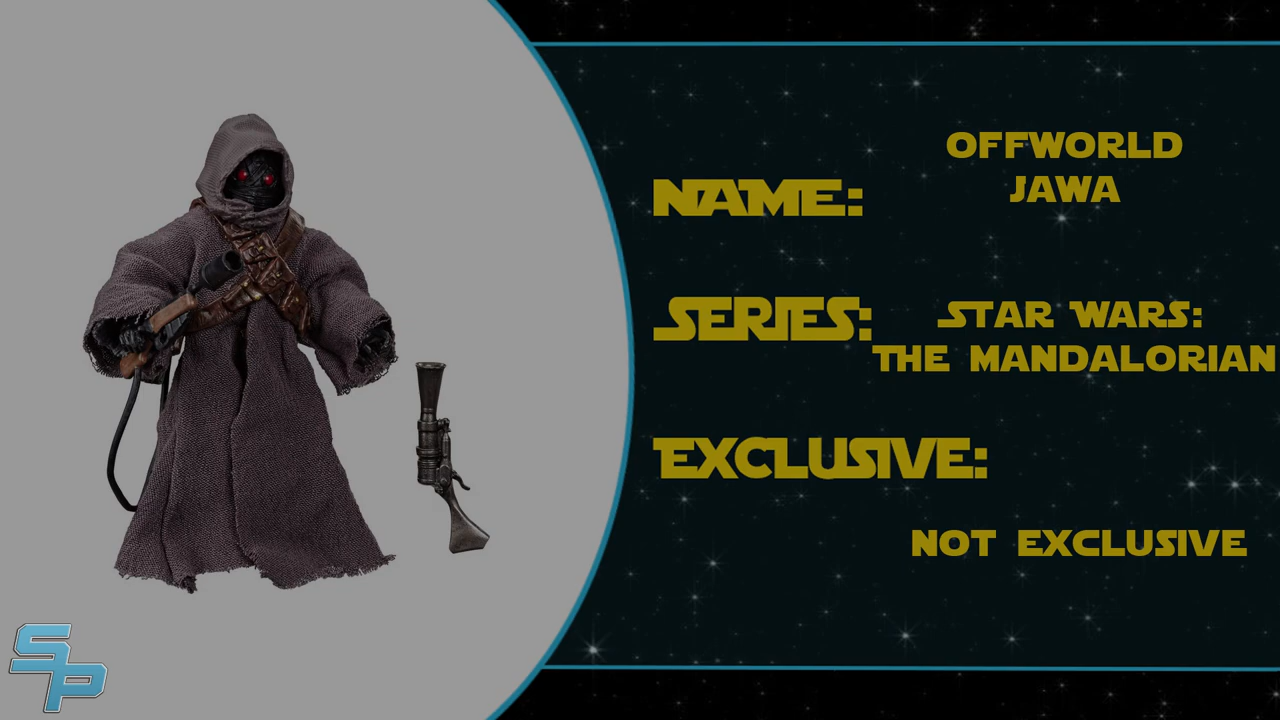 NAME:
OFFWORLD
JAWA
SERIES:
STAR WARS:
THE MANDALORIAN
EXCLUSIVE:
NOT EXCLUSIVE
SP